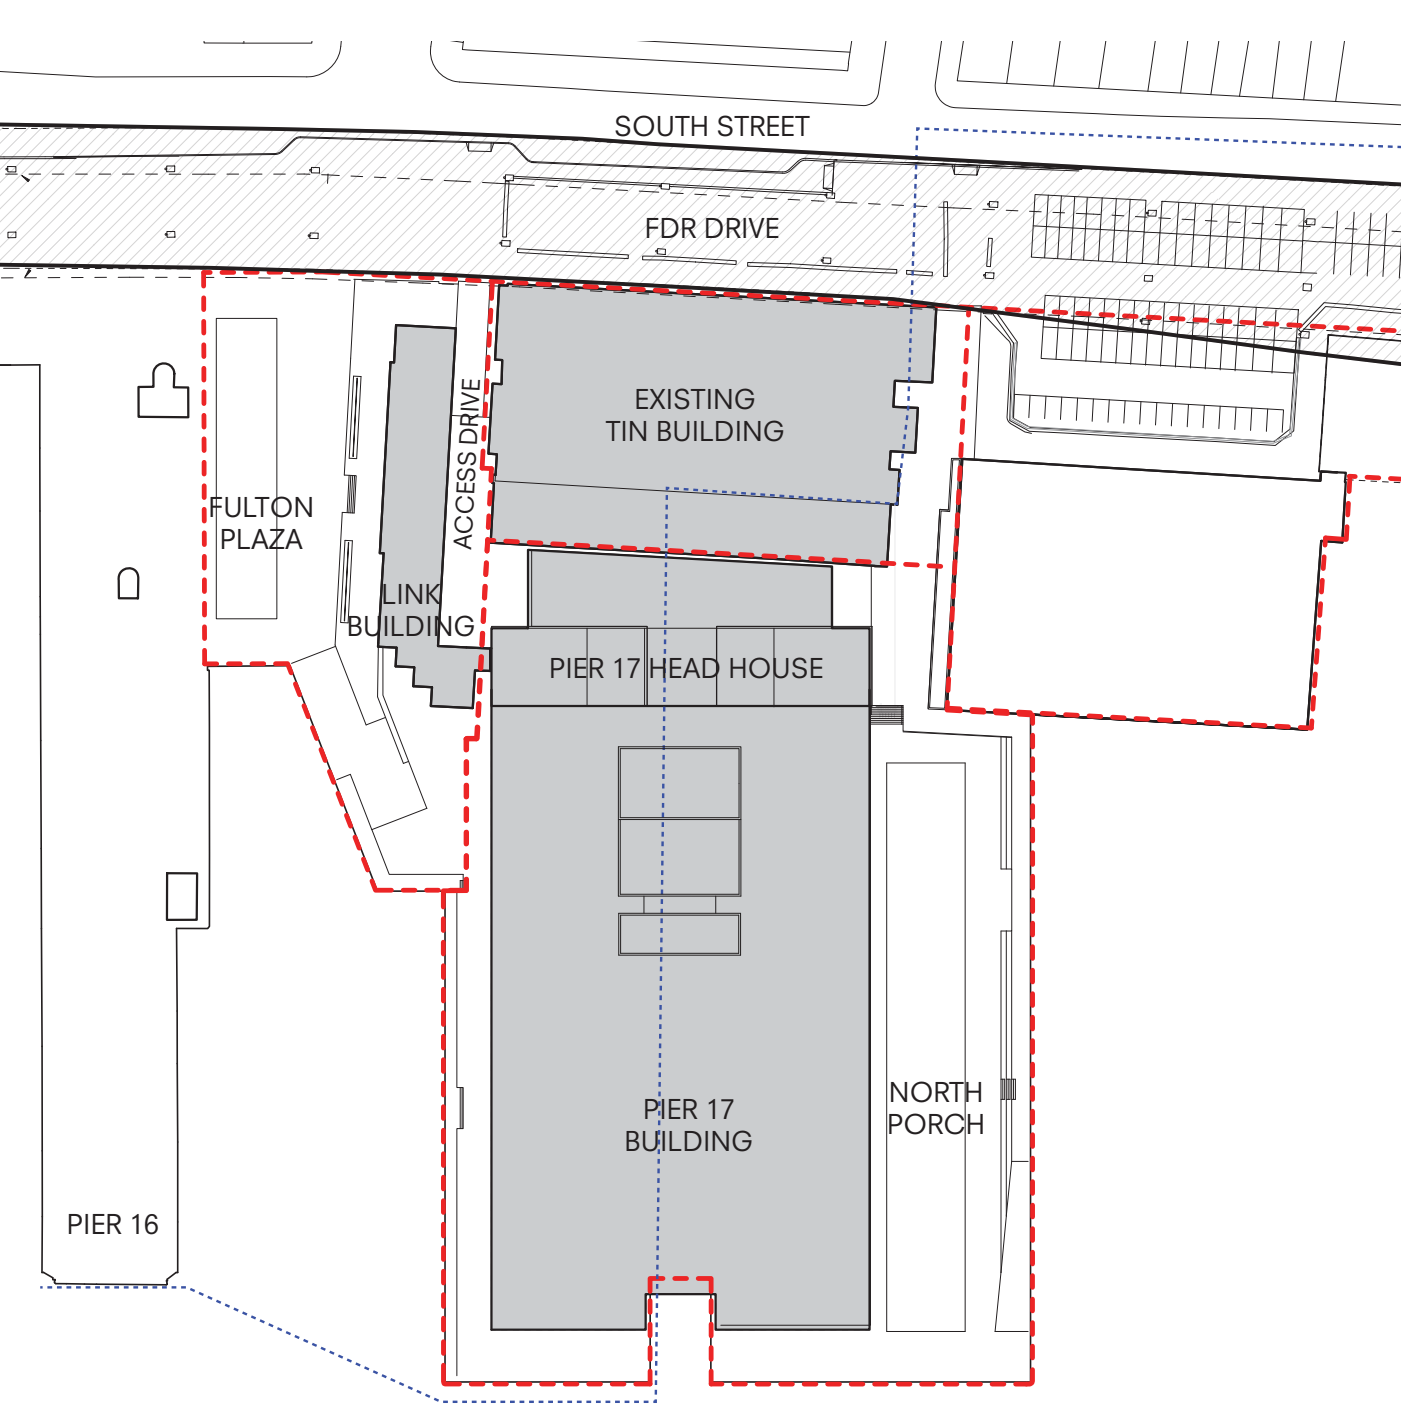 SOUTH STREET
FDR DRIVE
EXISTING
TIN BUILDING
ACCESS DRIVE
FULTON
PLAZA
LINK
BUILDING
PIER 17 HEAD HOUSE
NORTH
PORCH
PIER 17
BUILDING
PIER 16